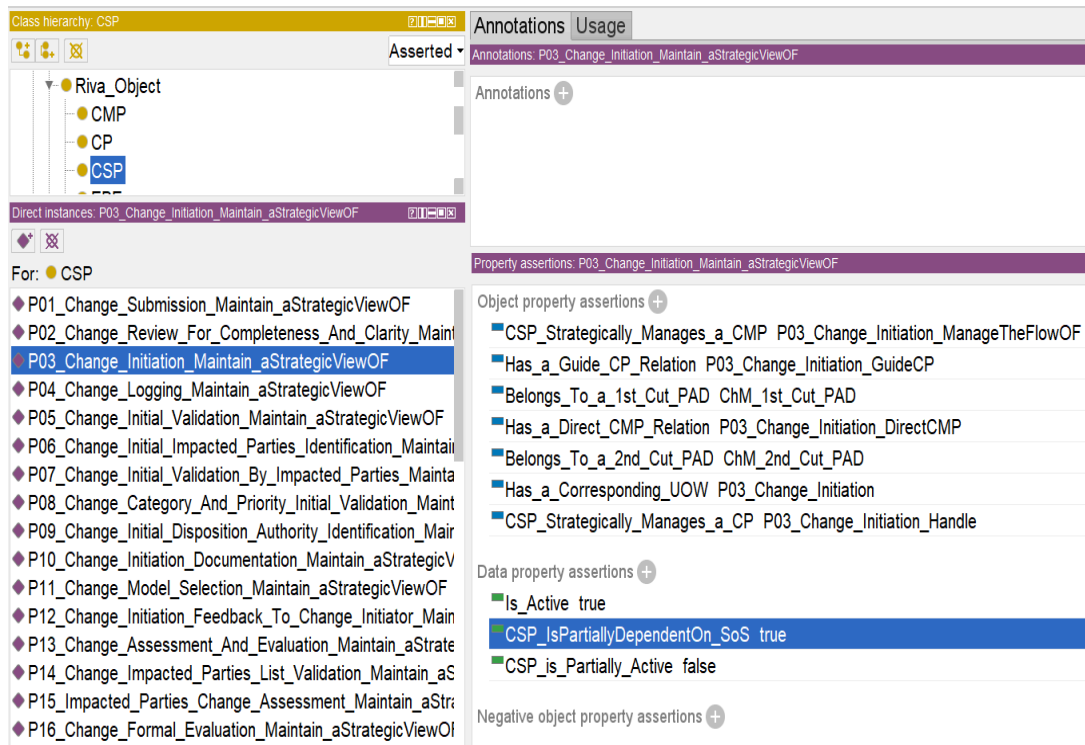 Class hierarchy: CSP
Asserted
Riva_Object
CMP
CP
CSP
Direct instances: P03_Change_Initiation_Maintain_aStrategicViewOF
For: CSP
P01_Change_Submission_Maintain_aStrategicViewOF
P02_Change_Review_For_Completeness_And_Clarity_Maint
P03_Change_Initiation_Maintain_aStrategicViewOF
P04_Change_Logging_Maintain_aStrategicViewOF
P05_Change_Initial_Validation_Maintain_aStrategicViewOF
P06_Change_Initial_Impacted_Parties_Identification_Maintai
P07_Change_Initial_Validation_By_Impacted_Parties_Mainta
P08_Change_Category_And_Priority_Initial_Validation_Maint
P09_Change_Initial_Disposition_Authority_Identification_Main
P10_Change_Initiation_Documentation_Maintain_aStrategicV
P11_Change_Model_Selection_Maintain_aStrategicViewOF
P12_Change_Initiation_Feedback_To_Change_Initiator_Main
P13_Change_Assessment_And_Evaluation_Maintain_aStrate
P14_Change_Impacted_Parties_List_Validation_Maintain_aS
P15_Impacted_Parties_Change_Assessment_Maintain_aStra
P16_Change_Formal_Evaluation_Maintain_aStrategicViewOF
Annotations Usage
Annotations: P03_Change_Initiation_Maintain_aStrategicViewOF
Annotations
Property assertions: P03_Change_Initiation_Maintain_aStrategicViewOF
Object property assertions
CSP_Strategically_Manages_a_CMP P03_Change_Initiation_ManageTheFlowOF
Has_a_Guide_CP_Relation P03_Change_Initiation_GuideCP
Belongs_To_a_1st_Cut_PAD ChM_1st_Cut_PAD
Has_a_Direct_CMP_Relation P03_Change_Initiation_DirectCMP
Belongs_To_a_2nd_Cut_PAD ChM_2nd_Cut_PAD
Has_a_Corresponding_UOW P03_Change_Initiation
CSP_Strategically_Manages_a_CP P03_Change_Initiation_Handle
Data property assertions
Is_Active true
CSP_IsPartiallyDependentOn_SoS true
CSP_is_Partially_Active false
Negative object property assertions